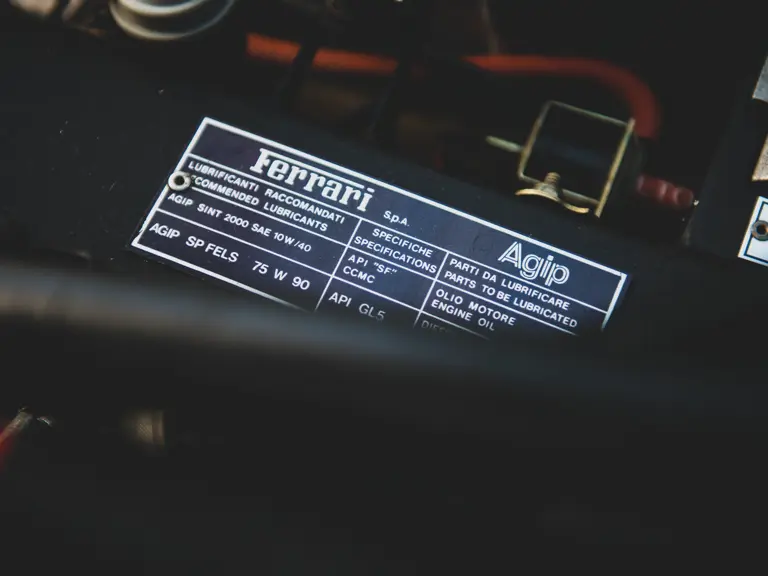 Ferrari S.p.A. Agip
LUBRIFICANTI RACCOMANDATI
COMMENDED LUBRICANTS
SPECIFICHE
SPECIFICATIONS
PARTI DA LUBRIFICARE
PARTS TO BE LUBRICATED
AGIP SINT 2000 SAE 10W/40
API "SF"
CCMC
OLIO MOTORE
ENGINE OIL
AGIP SP FELS 75 W 90
API GL5